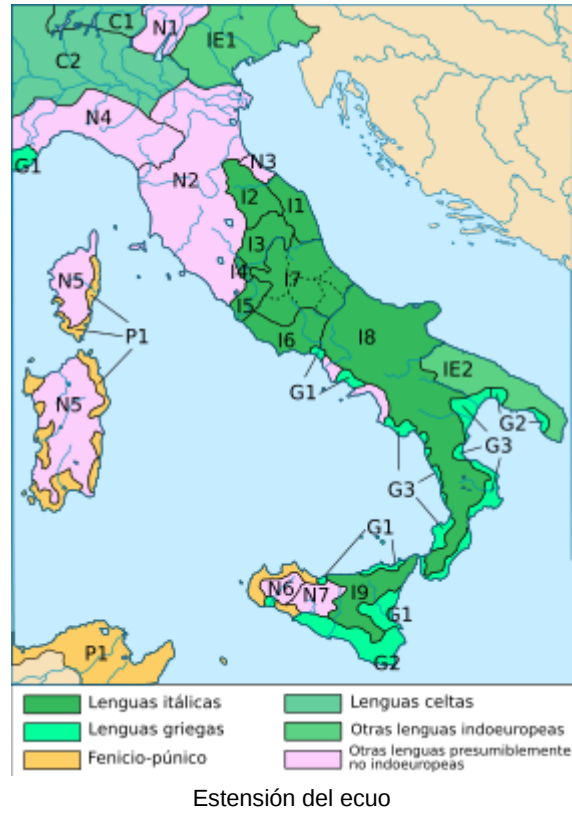 C1
N1
IE1
C2
N4
G1
N2
N3
I2
I1
I3
I4
I7
N5
I5
P1
I6
I8
IE2
G1
N5
G2
G3
G3
G1
N6
N7
I9
G1
P1
G2
Lenguas itálicas
Lenguas celtas
Lenguas griegas
Otras lenguas indoeuropeas
Fenicio-púnico
Otras lenguas presumiblemente
no indoeuropeas
Estensión del ecuo